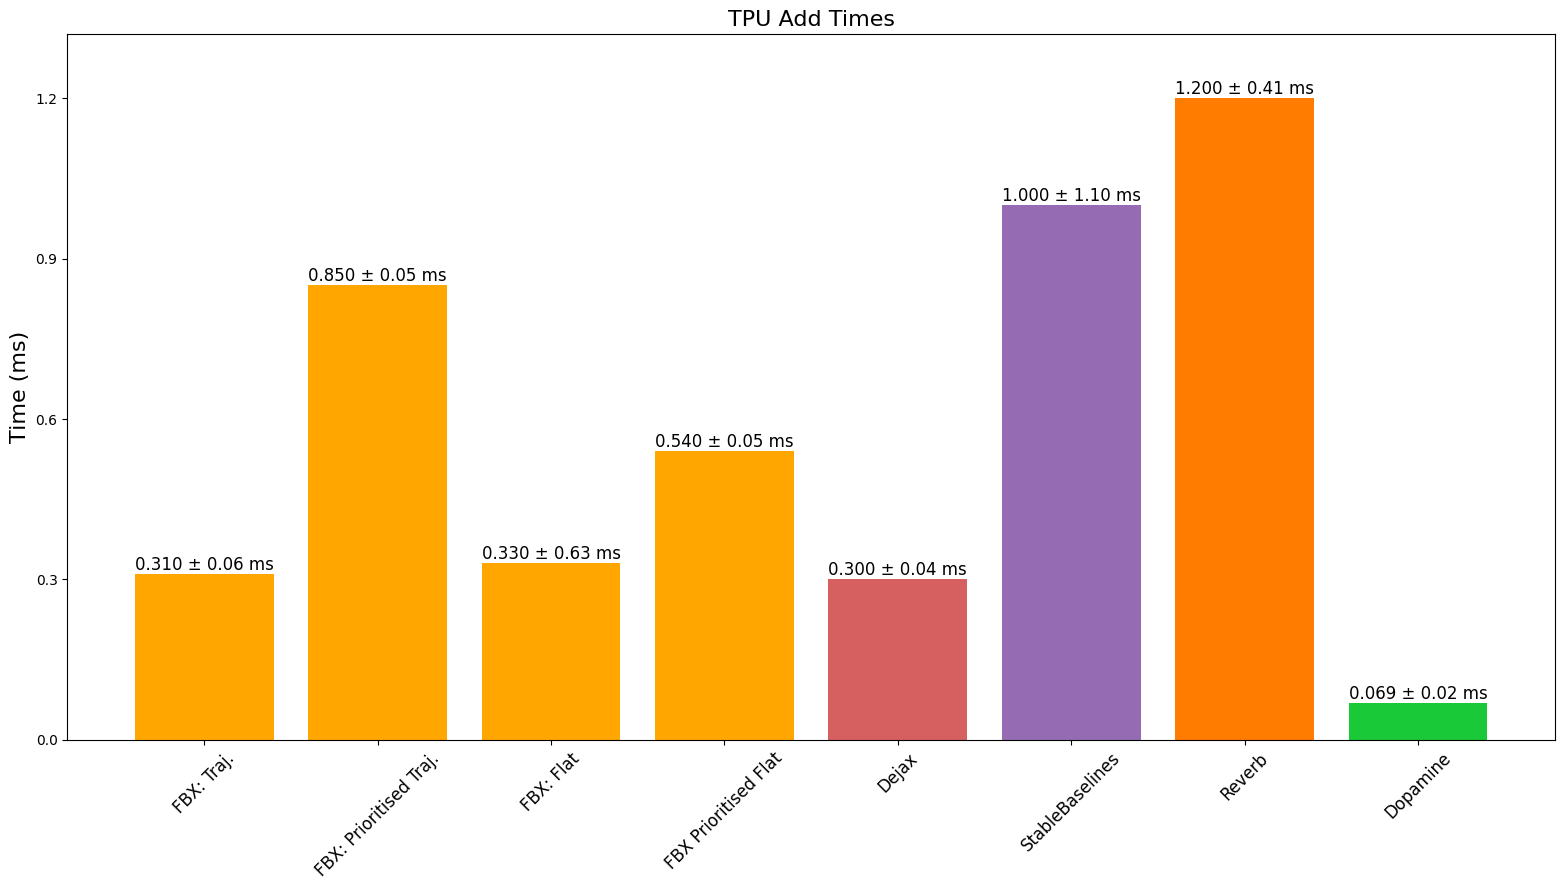 TPU Add Times
Time (ms)
1.2
0.9
0.6
0.3
0.0
0.310 ± 0.06 ms
0.850 ± 0.05 ms
0.330 ± 0.63 ms
0.540 ± 0.05 ms
0.300 ± 0.04 ms
1.000 ± 1.10 ms
1.200 ± 0.41 ms
0.069 ± 0.02 ms
FBX: Traj.
FBX: Prioritised Traj.
FBX: Flat
FBX Prioritised Flat
Dejax
StableBaselines
Reverb
Dopamine